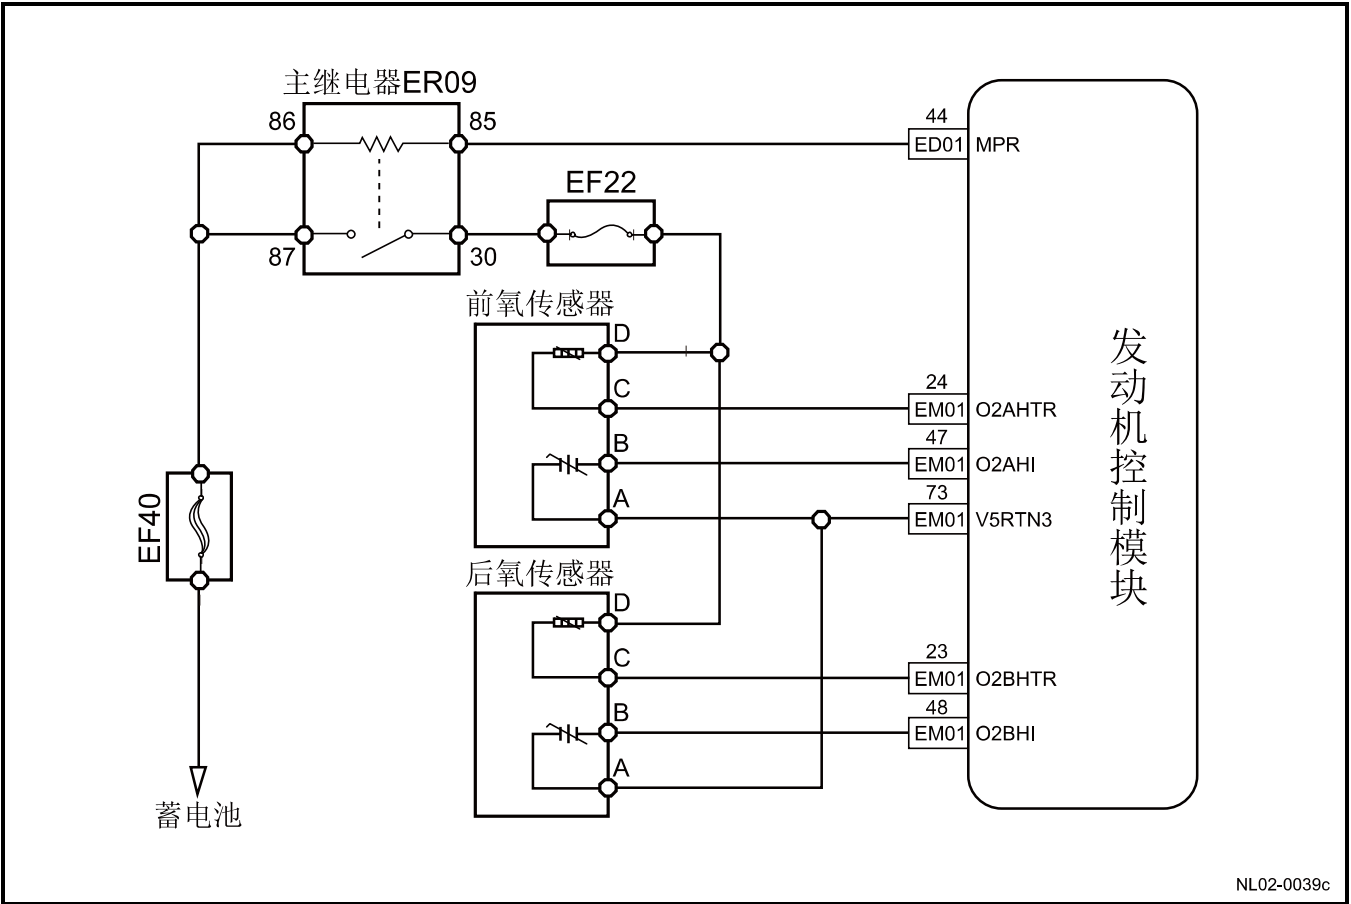 主继电器ER09
86
85
44
ED01 MPR
EF22
87
30
前氧传感器
D
C
24
EM01 O2AHTR
B
47
EM01 O2AHI
A
73
EM01 V5RTN3
发动机控制模块
EF40
后氧传感器
D
C
23
EM01 O2BHTR
B
48
EM01 O2BHI
A
蓄电池
NL02-0039c